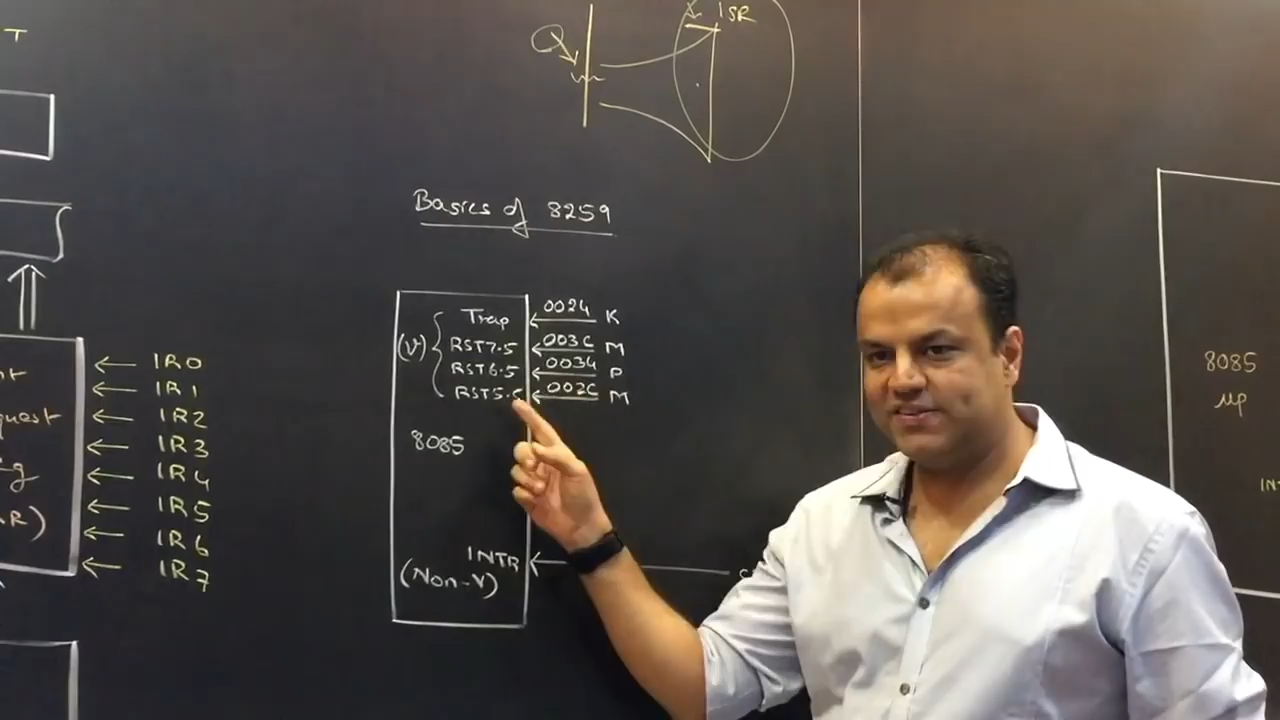 T
ISR
Basics of 8259
Trap 0024 K
(V) RST7.5 003C M
RST6.5 0034 P
RST5.5 002C M
8085
INTR
(Non-V)
IR0
IR1
IR2
IR3
IR4
IR5
IR6
IR7
8085
μp